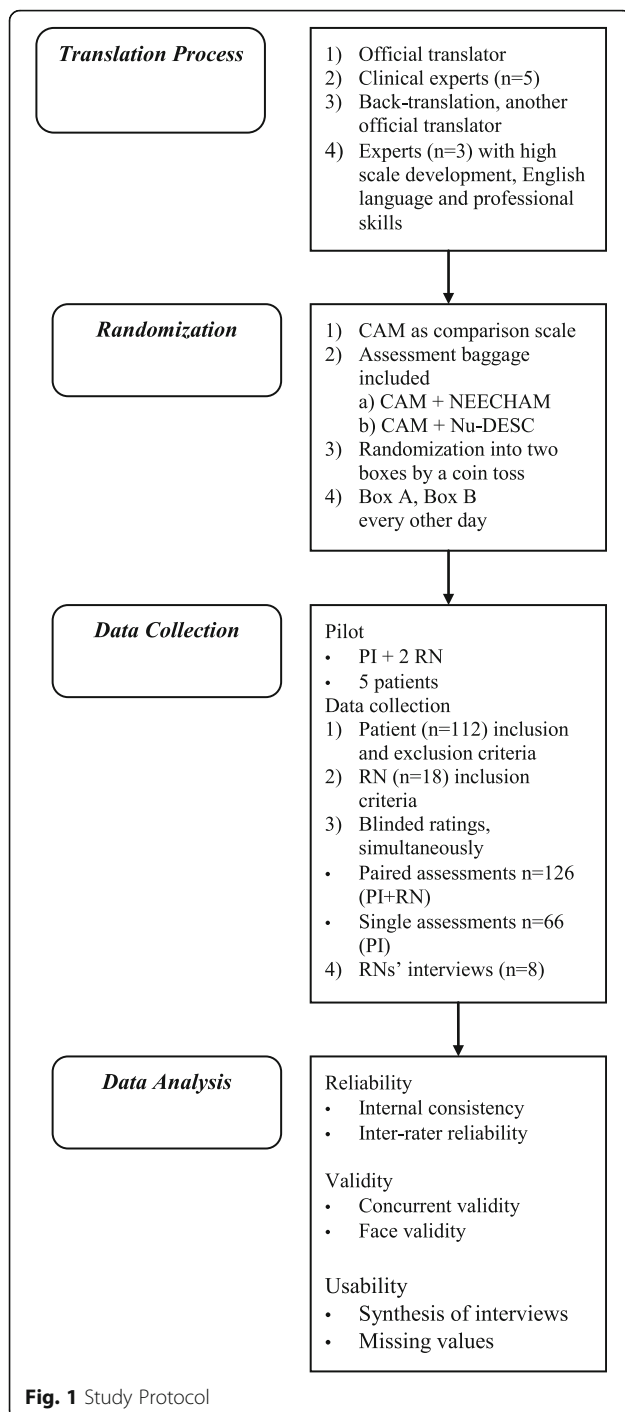 Translation Process
1) Official translator
2) Clinical experts (n=5)
3) Back-translation, another
official translator
4) Experts (n=3) with high
scale development, English
language and professional
skills
Randomization
1) CAM as comparison scale
2) Assessment baggage
included
a) CAM + NEECHAM
b) CAM + Nu-DESC
3) Randomization into two
boxes by a coin toss
4) Box A, Box B
every other day
Data Collection
Pilot
• PI + 2 RN
• 5 patients
Data collection
1) Patient (n=112) inclusion
and exclusion criteria
2) RN (n=18) inclusion
criteria
3) Blinded ratings,
simultaneously
• Paired assessments n=126
(PI+RN)
• Single assessments n=66
(PI)
4) RNs’ interviews (n=8)
Data Analysis
Reliability
• Internal consistency
• Inter-rater reliability
Validity
• Concurrent validity
• Face validity
Usability
• Synthesis of interviews
• Missing values
Fig. 1 Study Protocol